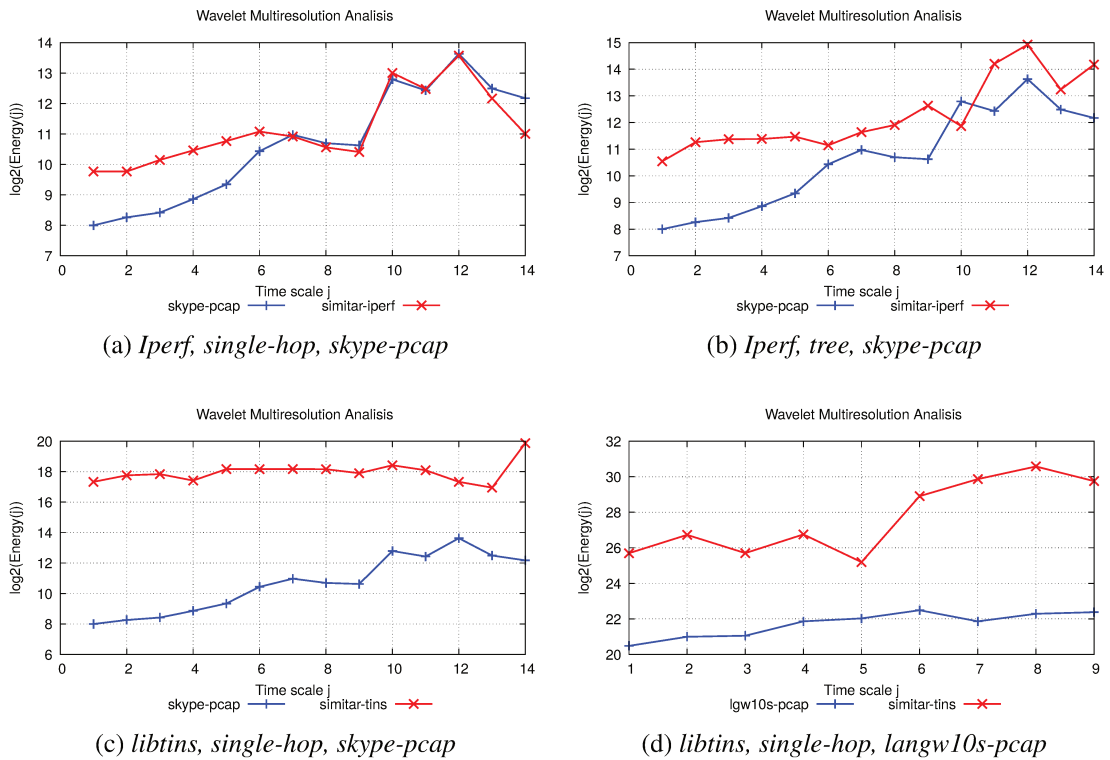 Wavelet Multiresolution Analisis
14
13
12
11
10
9
8
7
log2(Energy(j))
0 2 4 6 8 10 12 14
Time scale j
skype-pcap simitar-iperf
(a) Iperf, single-hop, skype-pcap
Wavelet Multiresolution Analisis
15
14
13
12
11
10
9
8
7
log2(Energy(j))
0 2 4 6 8 10 12 14
Time scale j
skype-pcap simitar-iperf
(b) Iperf, tree, skype-pcap
Wavelet Multiresolution Analisis
20
18
16
14
12
10
8
6
log2(Energy(j))
0 2 4 6 8 10 12 14
Time scale j
skype-pcap simitar-tins
(c) libtins, single-hop, skype-pcap
Wavelet Multiresolution Analisis
32
30
28
26
24
22
20
log2(Energy(j))
1 2 3 4 5 6 7 8 9
Time scale j
lgw10s-pcap simitar-tins
(d) libtins, single-hop, langw10s-pcap